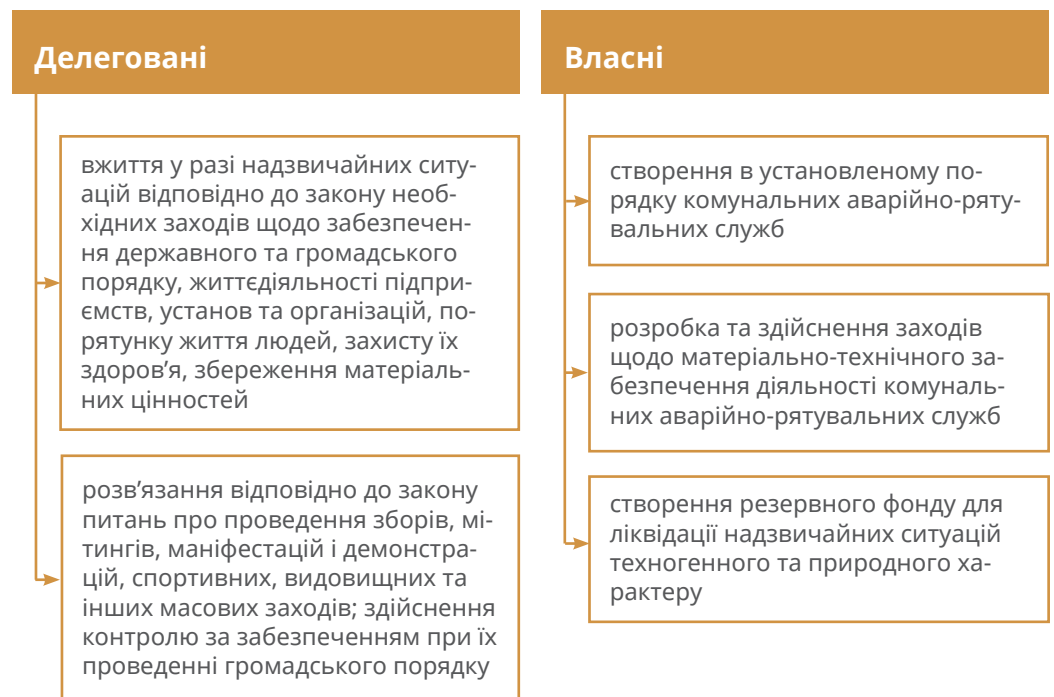 Делеговані
вжиття у разі надзвичайних ситу-
ацій відповідно до закону необ-
хідних заходів щодо забезпечен-
ня державного та громадського
порядку, життєдіяльності підпри-
ємств, установ та організацій, по-
рятунку життя людей, захисту їх
здоров’я, збереження матеріаль-
них цінностей
розв’язання відповідно до закону
питань про проведення зборів, мі-
тингів, маніфестацій і демонстра-
цій, спортивних, видовищних та
інших масових заходів; здійснення
контролю за забезпеченням при їх
проведенні громадського порядку
Власні
створення в установленому по-
рядку комунальних аварійно-ряту-
вальних служб
розробка та здійснення заходів
щодо матеріально-технічного за-
безпечення діяльності комуналь-
них аварійно-рятувальних служб
створення резервного фонду для
ліквідації надзвичайних ситуацій
техногенного та природного ха-
рактеру